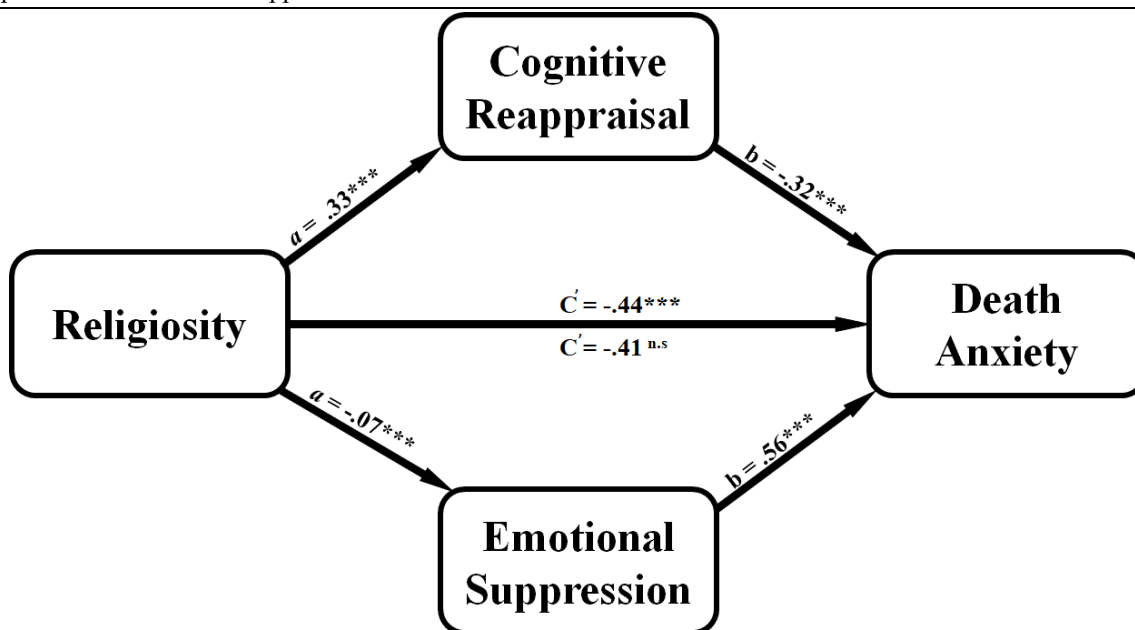 Cognitive
Reappraisal
a = .33***
b = -.32***
Religiosity
C' = -.44***
C' = -.41 n.s
Death
Anxiety
a = -.07***
b = .56***
Emotional
Suppression